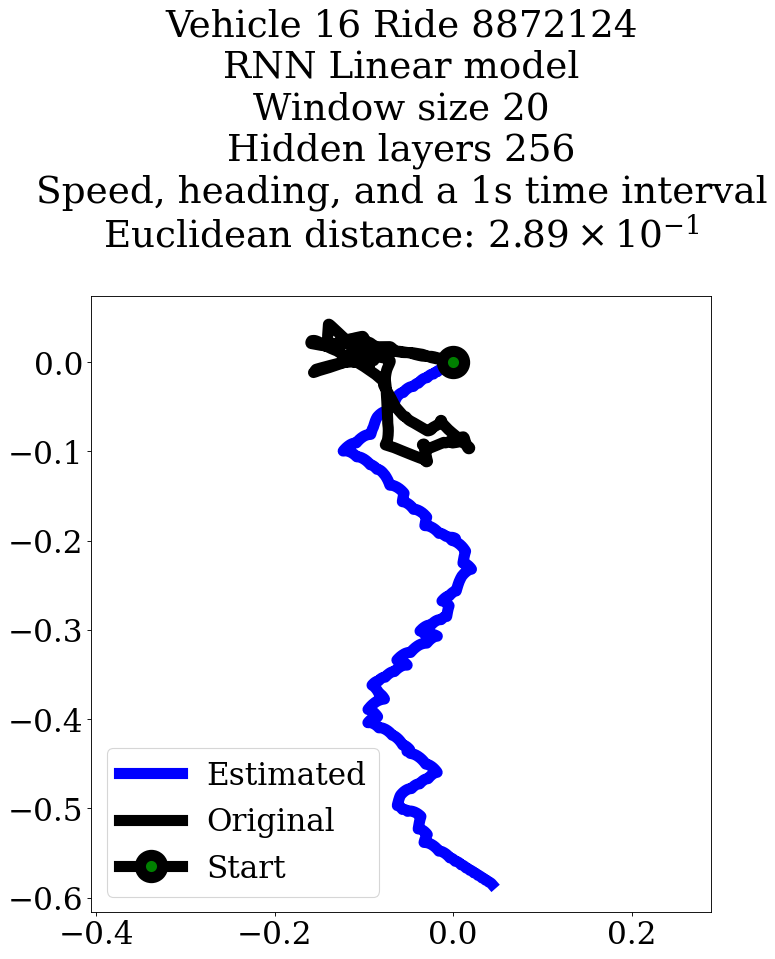 Vehicle 16 Ride 8872124
RNN Linear model
Window size 20
Hidden layers 256
Speed, heading, and a 1s time interval
Euclidean distance: 2.89 × 10⁻¹
0.0
−0.1
−0.2
−0.3
−0.4
−0.5
−0.6
Estimated
Original
Start
−0.4
−0.2
0.0
0.2